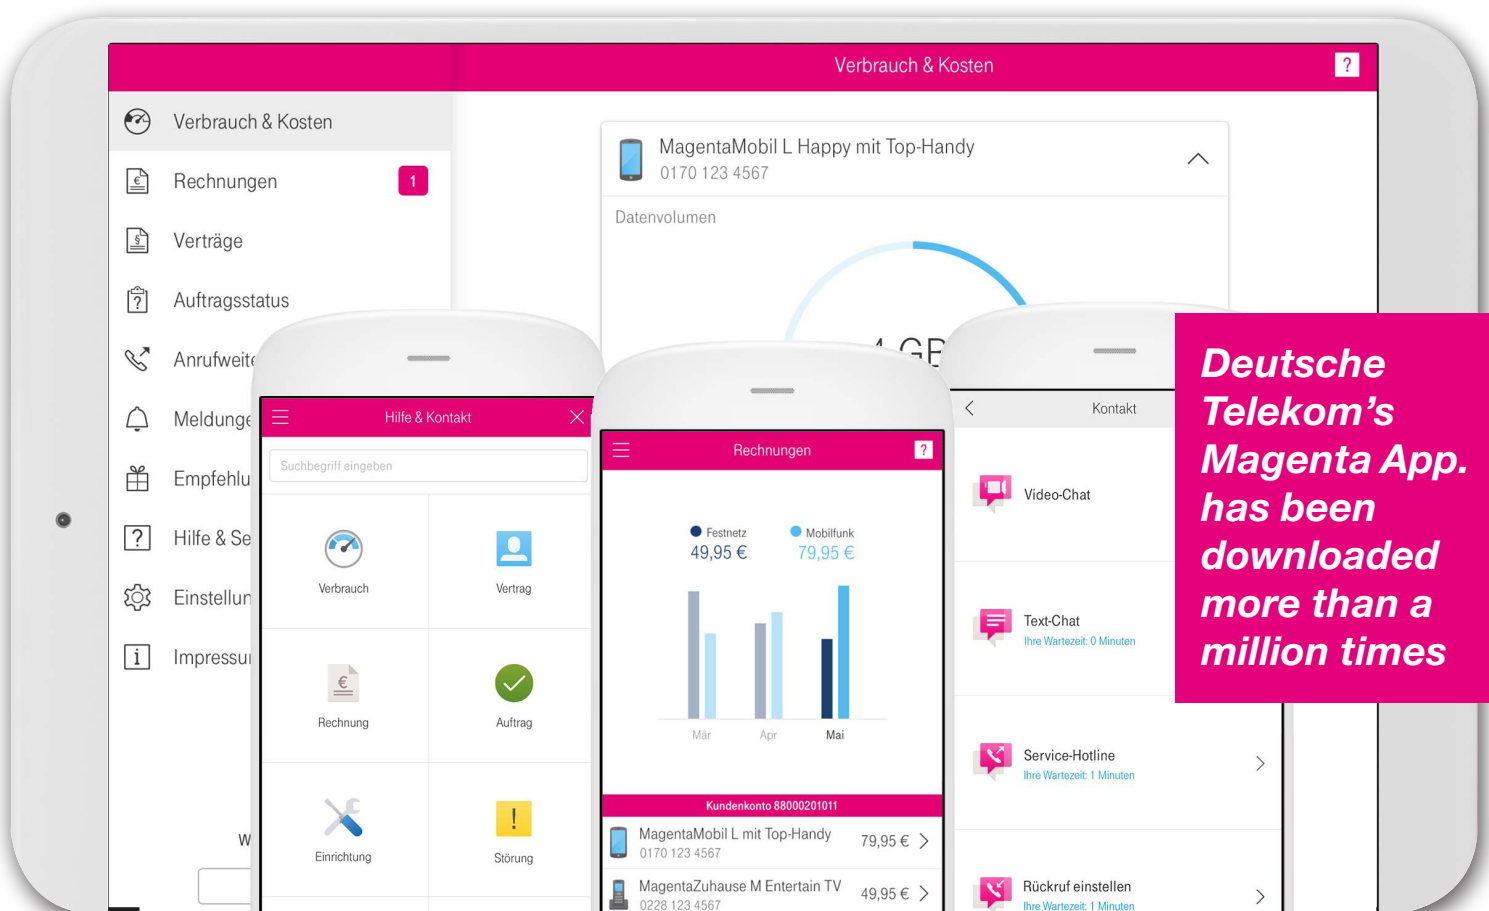 Verbrauch & Kosten
?
Verbrauch & Kosten
Rechnungen
1
Verträge
Auftragsstatus
Meldunge
Hilfe & Se
MagentaMobil L Happy mit Top-Handy
0170 123 4567
Datenvolumen
GB
Hilfe & Kontakt
Suchbegriff eingeben
Verbrauch
Vertrag
Rechnung
Auftrag
Einrichtung
Störung
Rechnungen
?
Festnetz
Mobilfunk
49,95 €
79,95 €
Mär
Apr
Mai
Kundenkonto 88000201011
MagentaMobil L mit Top-Handy
79,95 €
0170 123 4567
MagentaZuhause M Entertain TV
49,95 €
0228 123 4567
Kontakt
Video-Chat
Text-Chat
Ihre Wartezeit: 0 Minuten
Service-Hotline
Ihre Wartezeit: 1 Minuten
Rückruf einstellen
Ihre Wartezeit: 1 Minuten
Deutsche
Telekom's
Magenta App.
has been
downloaded
more than a
million times